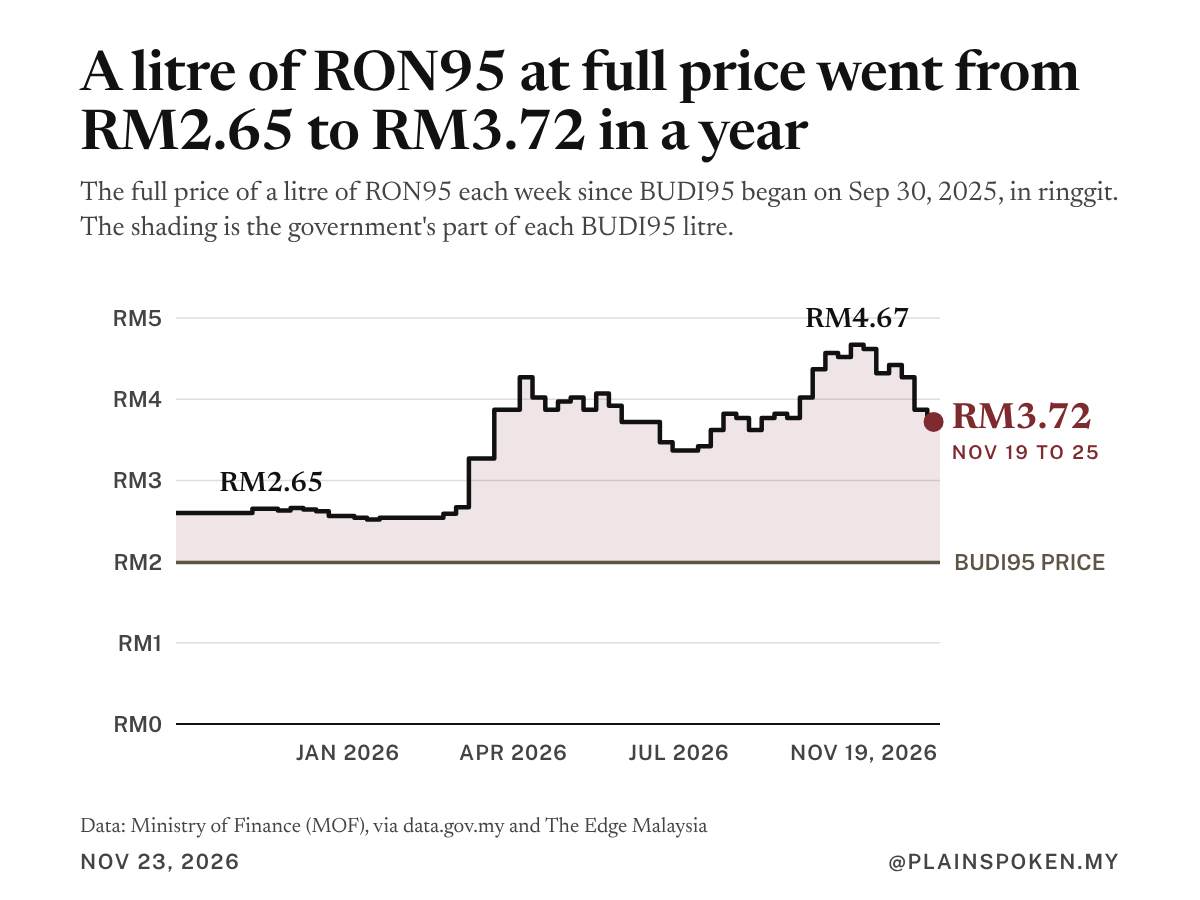 A litre of RON95 at full price went from
RM2.65 to RM3.72 in a year
The full price of a litre of RON95 each week since BUDI95 began on Sep 30, 2025, in ringgit.
The shading is the government's part of each BUDI95 litre.
RM5
RM4.67
RM4
RM3.72
NOV 19 TO 25
RM3
RM2.65
RM2
BUDI95 PRICE
RM1
RM0
JAN 2026
APR 2026
JUL 2026
NOV 19, 2026
Data: Ministry of Finance (MOF), via data.gov.my and The Edge Malaysia
NOV 23, 2026
@PLAINSPOKEN.MY